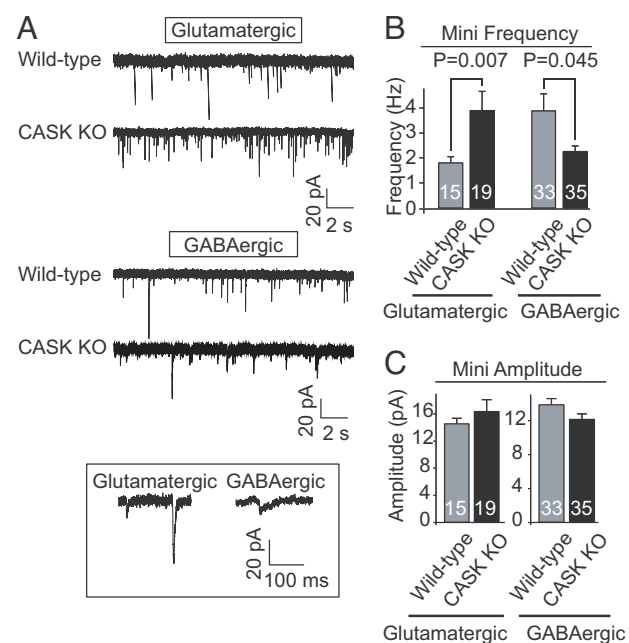 A
Glutamatergic
Wild-type
CASK KO
20 pA
2 s
GABAergic
Wild-type
CASK KO
20 pA
2 s
Glutamatergic GABAergic
20 pA
100 ms
B
Mini Frequency
P=0.007 P=0.045
Frequency (Hz)
4
3
2
1
0
15 19 33 35
Wild-type CASK KO Wild-type CASK KO
Glutamatergic GABAergic
C
Mini Amplitude
Amplitude (pA)
16
12
8
4
0
12
8
4
0
15 19 33 35
Wild-type CASK KO Wild-type CASK KO
Glutamatergic GABAergic